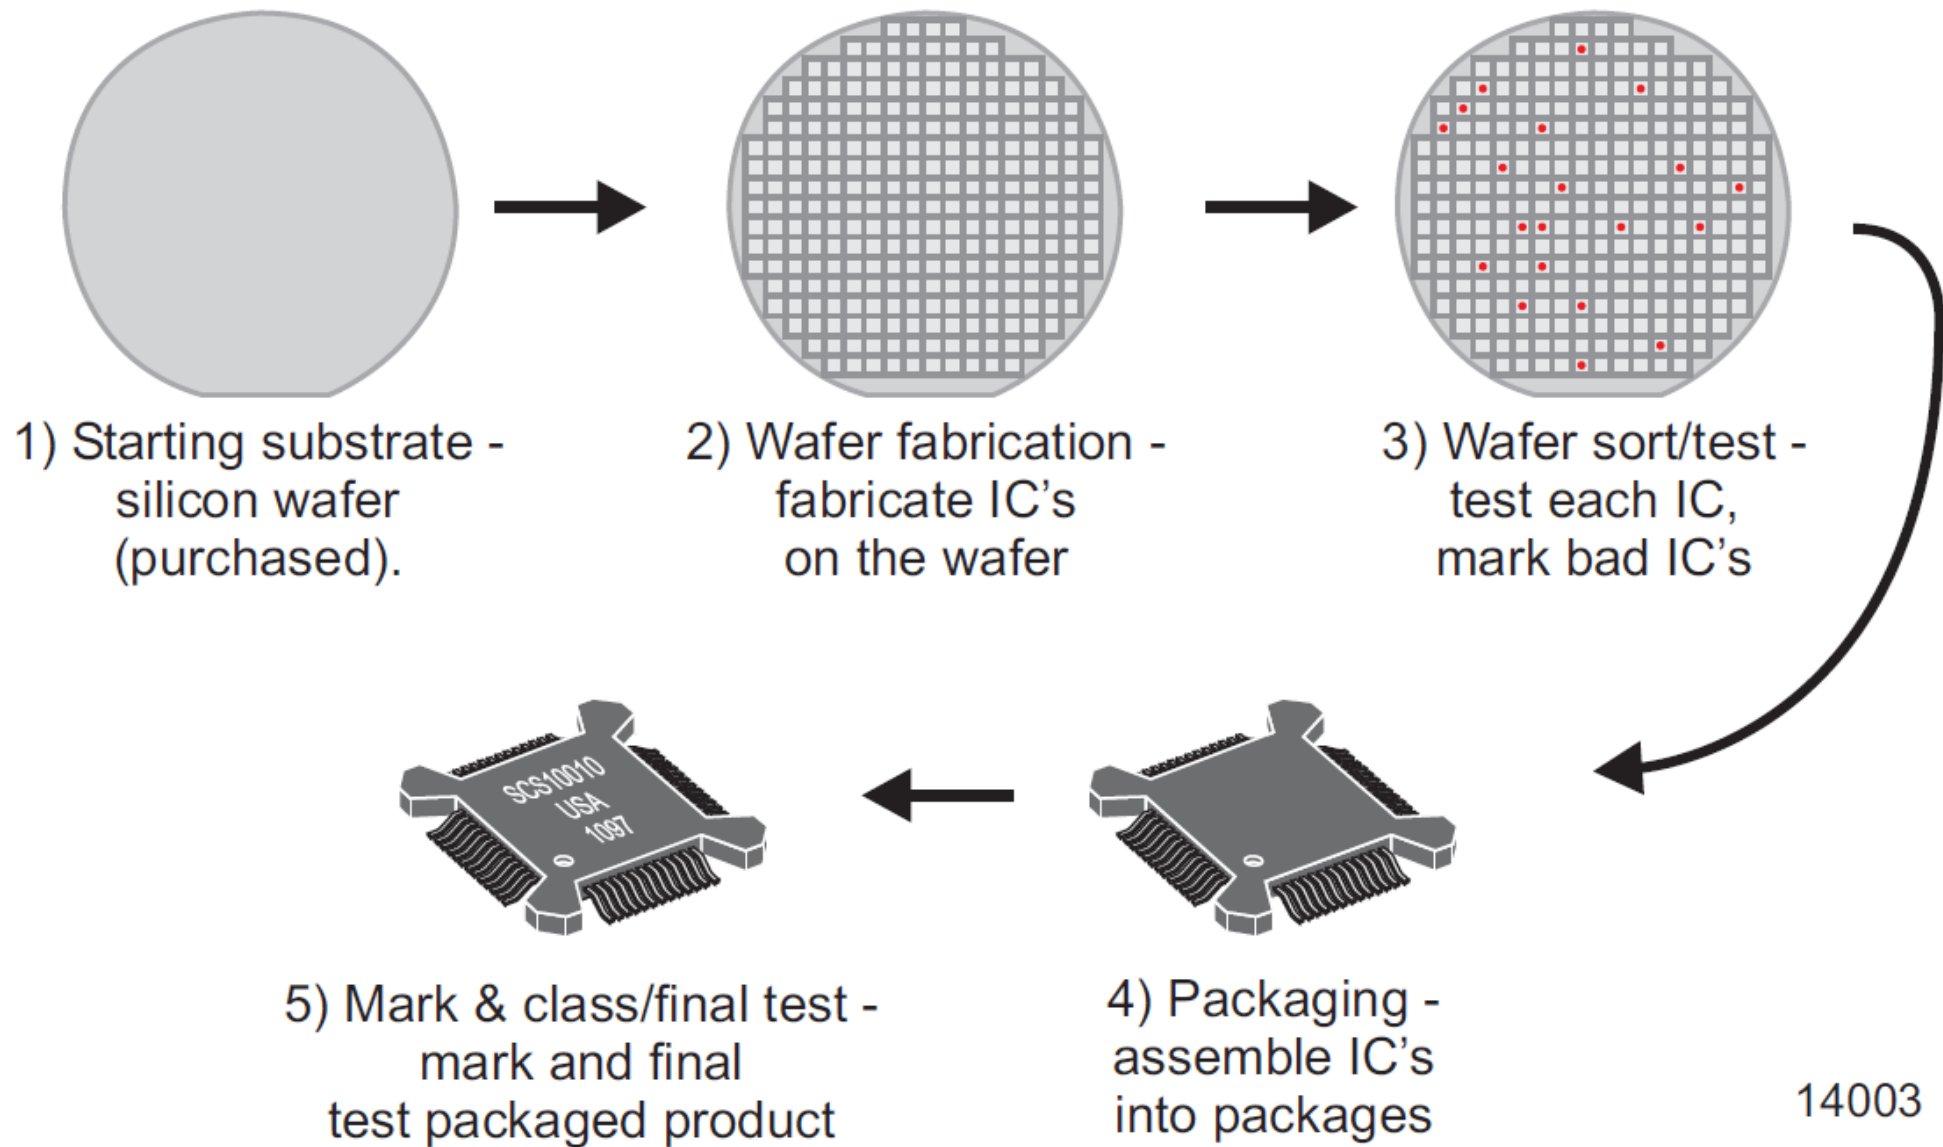 1) Starting substrate -
silicon wafer
(purchased).
2) Wafer fabrication -
fabricate IC's
on the wafer
3) Wafer sort/test -
test each IC,
mark bad IC's
SCS10010
USA
1097
5) Mark & class/final test -
mark and final
test packaged product
4) Packaging -
assemble IC's
into packages
14003